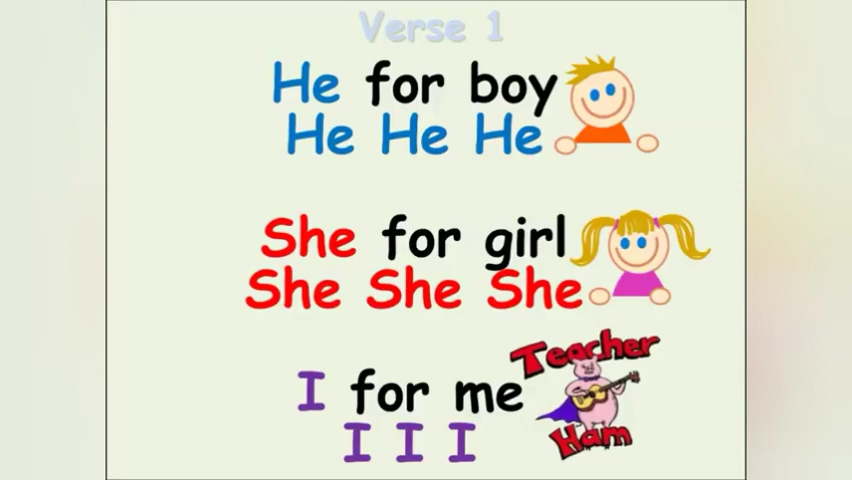 Verse 1
He for boy
He He He
She for girl
She She She
Teacher
I for me
Ham
I I I